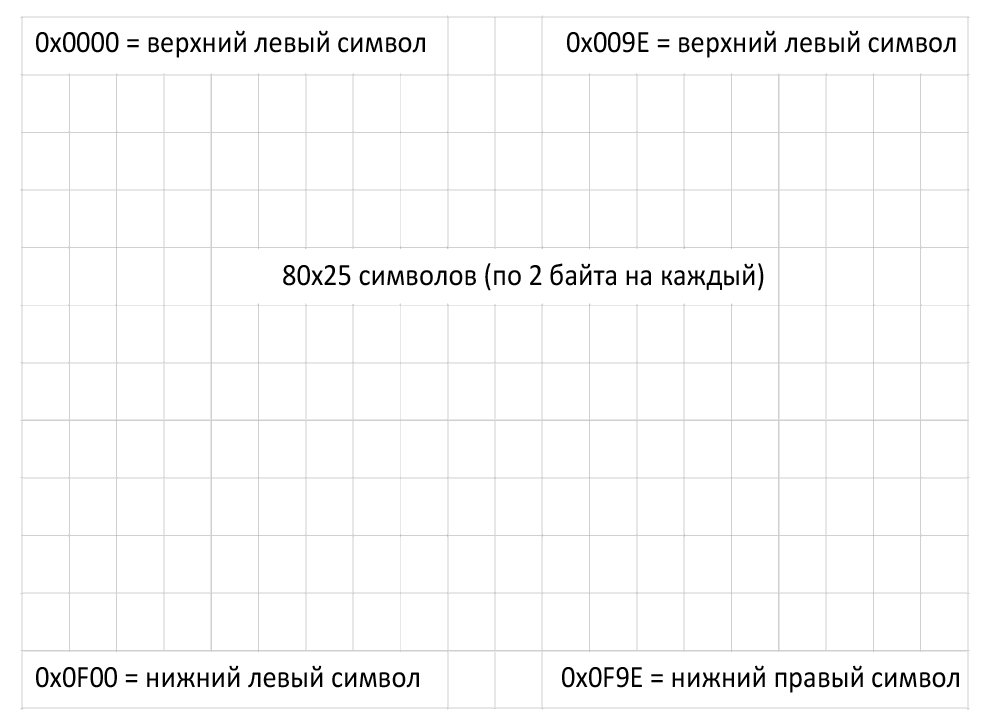 0x0000 = верхний левый символ
0x009E = верхний левый символ
80x25 символов (по 2 байта на каждый)
0x0F00 = нижний левый символ
0x0F9E = нижний правый символ